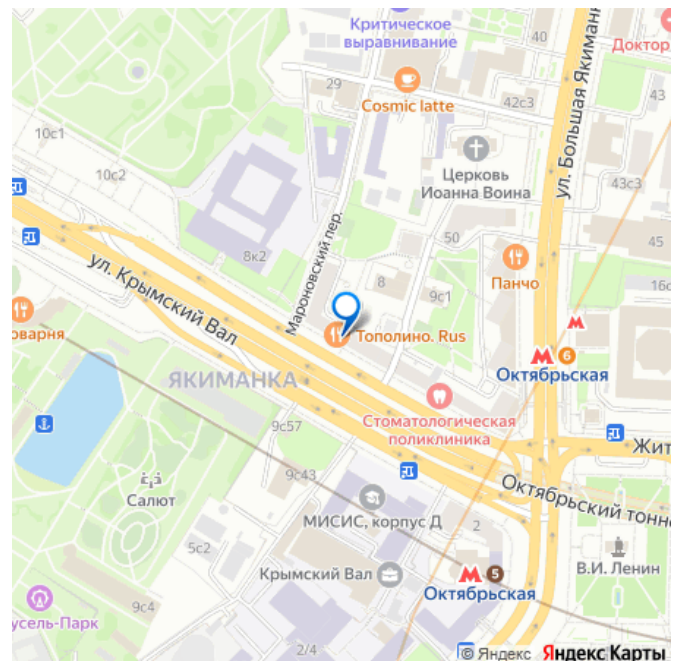 Критическое
выравнивание
ул. Большая Якиманк
Доктор
29
Cosmic latte
42с3
43
10с1
Церковь
Иоанна Воина
10с2
43с3
Мароновский пер.
50
45
8к2
8
ул. Крымский Вал
9с1
Панчо
16с
оварня
Тополино. Rus
6
Октябрьская
ЯКИМАНКА
Стоматологическая
поликлиника
9с57
Жит
9с43
Октябрьский тонн
Салют
МИСИС, корпус Д
2
5с2
В.И. Ленин
Крымский Вал
5
Октябрьская
усель-Парк
9с4
2/4
© Яндекс Яндекс Карты